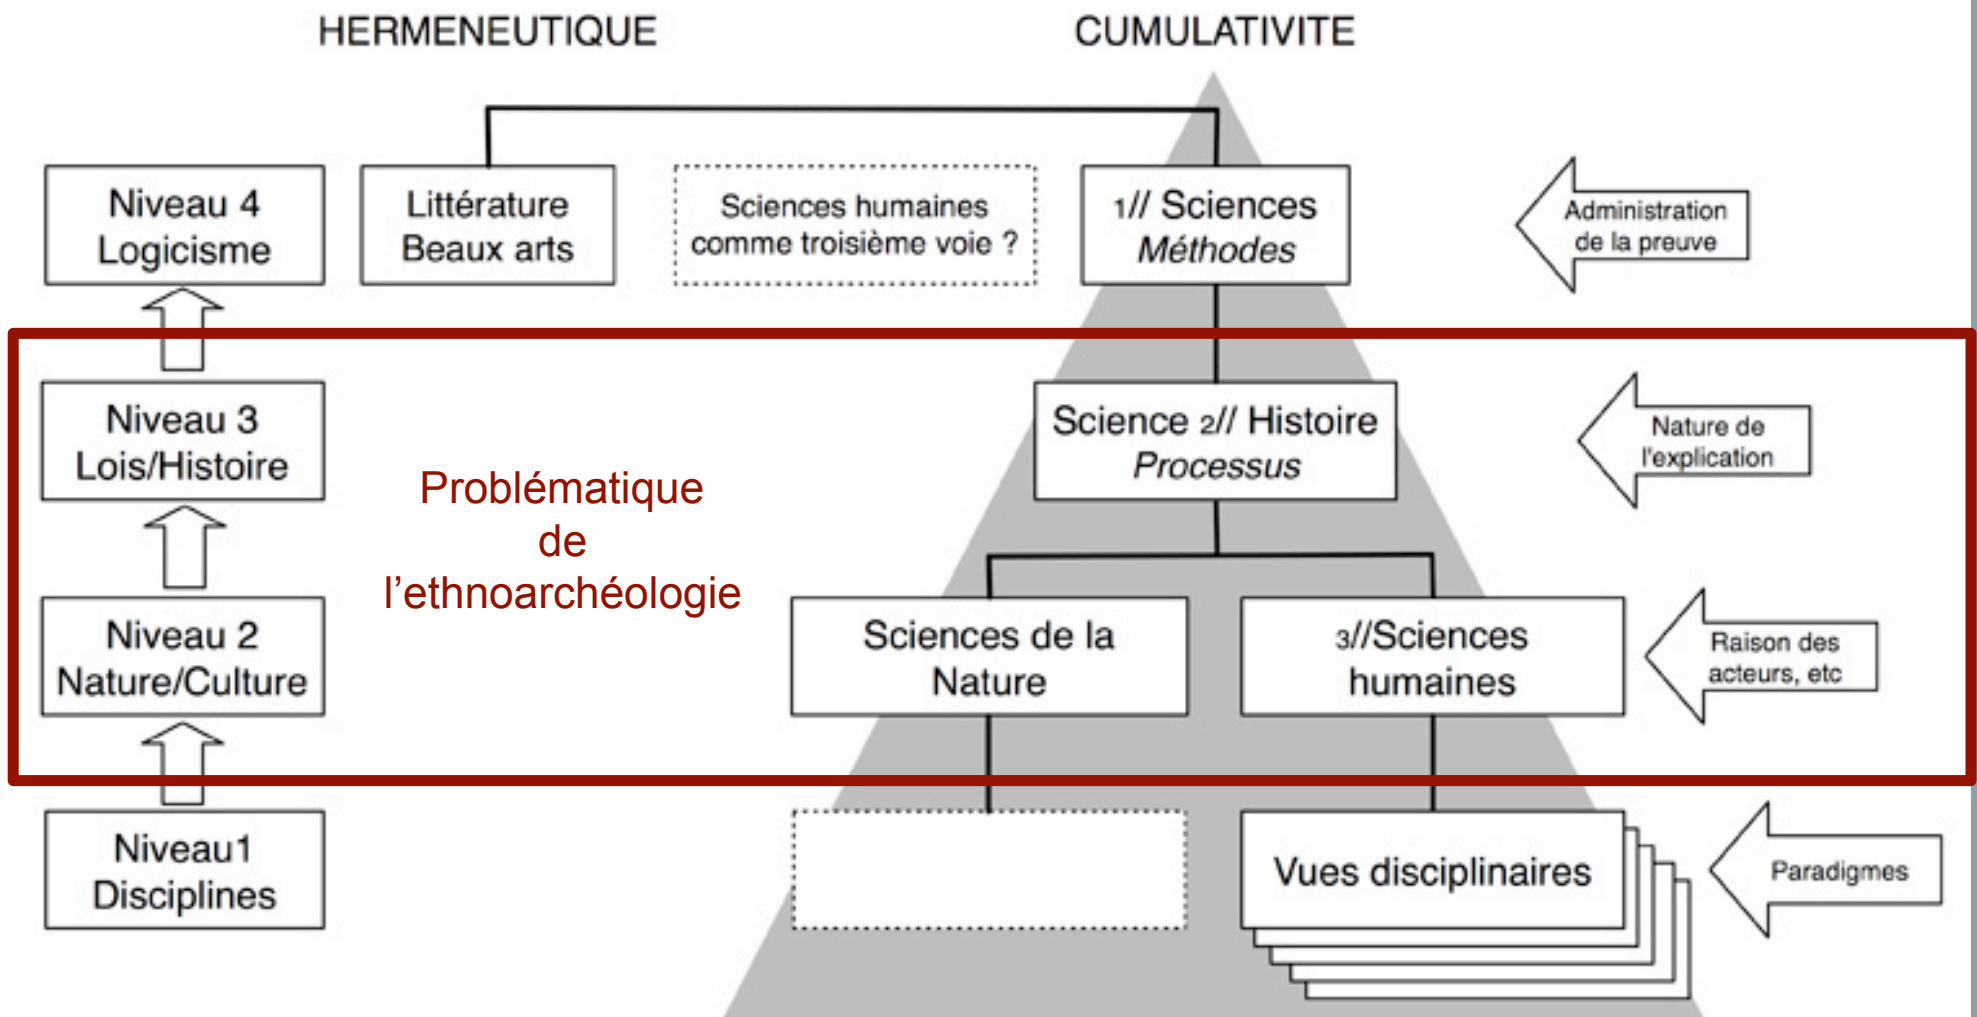 HERMENEUTIQUE
CUMULATIVITE
Niveau 4
Logicisme
Littérature
Beaux arts
Sciences humaines
comme troisième voie ?
1// Sciences
Méthodes
Administration
de la preuve
Niveau 3
Lois/Histoire
Problématique
de
l’ethnoarchéologie
Science 2// Histoire
Processus
Nature de
l'explication
Niveau 2
Nature/Culture
Sciences de la
Nature
3//Sciences
humaines
Raison des
acteurs, etc
Niveau1
Disciplines
Vues disciplinaires
Paradigmes